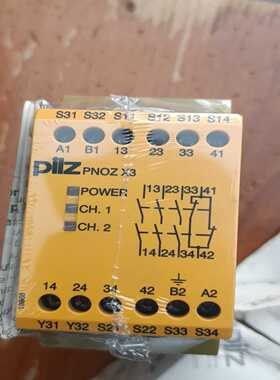 S31 S32 S12 S13 S14
A1 B1 13 23 33 41
pilz PNOZ X3
POWER
CH. 1
CH. 2
13 23 33 41
14 24 34 42
14 24 34 42 B2 A2
Y31 Y32 S22 S33 S34